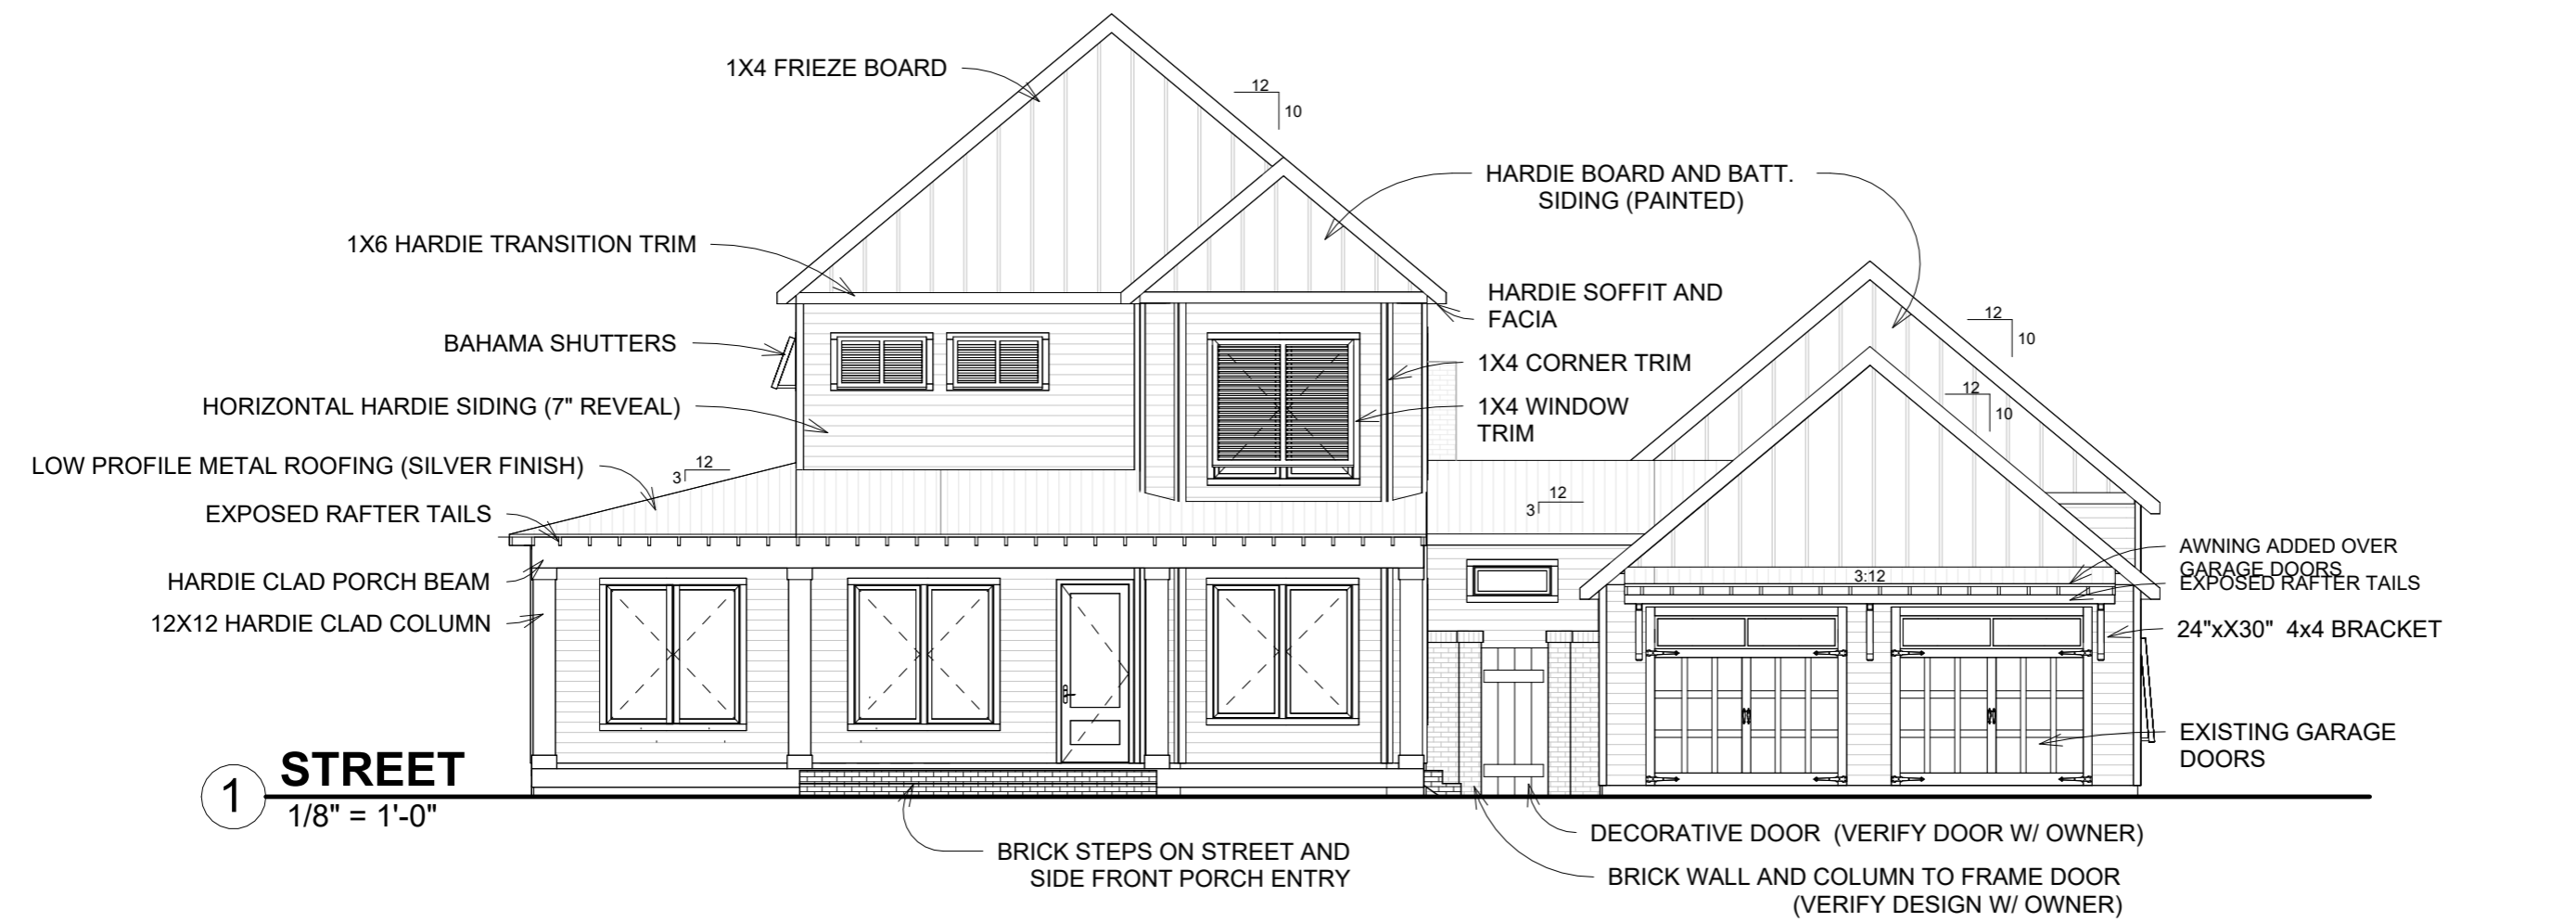 1X4 FRIEZE BOARD
12
10
HARDIE BOARD AND BATT.
SIDING (PAINTED)
1X6 HARDIE TRANSITION TRIM
HARDIE SOFFIT AND
FACIA
12
10
BAHAMA SHUTTERS
1X4 CORNER TRIM
12
10
HORIZONTAL HARDIE SIDING (7" REVEAL)
1X4 WINDOW
TRIM
LOW PROFILE METAL ROOFING (SILVER FINISH)
12
3
12
3
EXPOSED RAFTER TAILS
AWNING ADDED OVER
GARAGE DOORS
3:12
EXPOSED RAFTER TAILS
HARDIE CLAD PORCH BEAM
12X12 HARDIE CLAD COLUMN
24"xX30" 4x4 BRACKET
EXISTING GARAGE
DOORS
1
STREET
1/8" = 1'-0"
DECORATIVE DOOR (VERIFY DOOR W/ OWNER)
BRICK STEPS ON STREET AND
SIDE FRONT PORCH ENTRY
BRICK WALL AND COLUMN TO FRAME DOOR
(VERIFY DESIGN W/ OWNER)